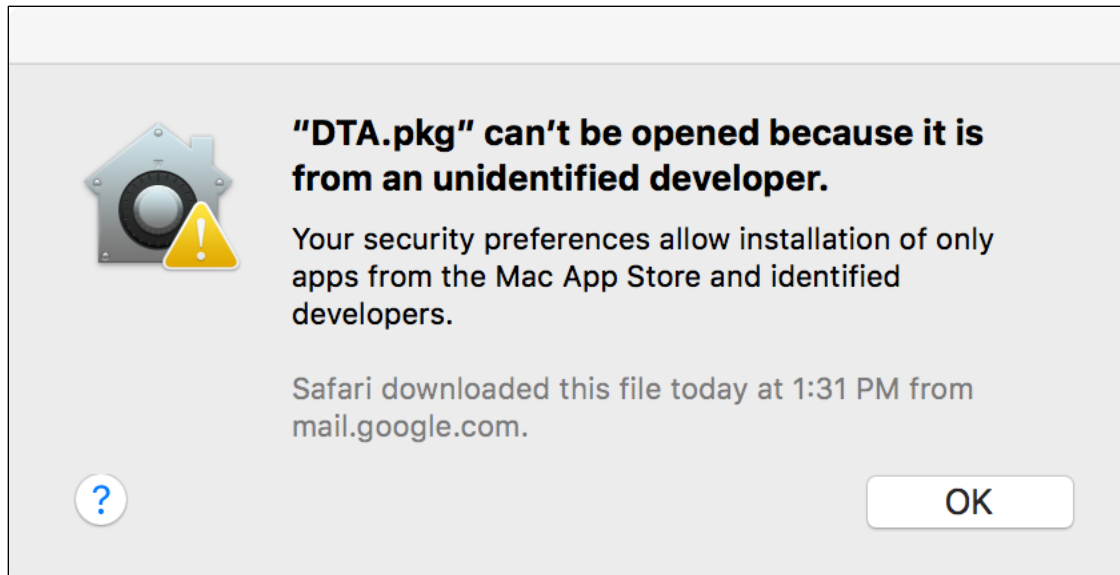 "DTA.pkg" can't be opened because it is
from an unidentified developer.
Your security preferences allow installation of only
apps from the Mac App Store and identified
developers.
Safari downloaded this file today at 1:31 PM from
mail.google.com.
?
OK